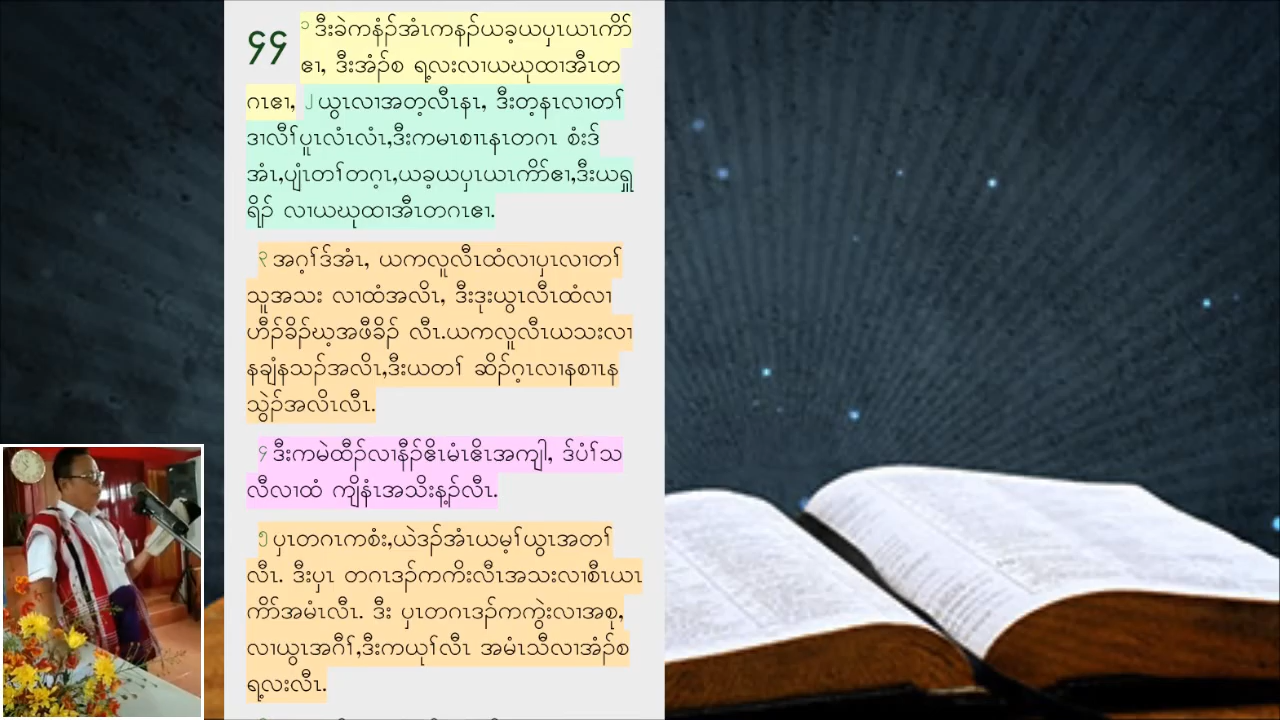 ၄၄ ၁ ဒီးခဲကနံၣ်အံၤကနၣ်ယခ့ယပှၤယၤကိာ်
ဧၢ, ဒီးအံၣ်စ ရ့လးလၢယဃုထၢအီၤတ
ဂၤဧၢ, ၂ ယွၤလၢအတ့လီၤနၤ, ဒီးတ့နၤလၢတၢ်
ဒၢလီၢ်ပူၤလံၤလံၤ,ဒီးကမၤစၢၤနၤတဂၤ စံးဒ်
အံၤ,ပျံၤတၢ်တဂ့ၤ,ယခ့ယပှၤယၤကိာ်ဧၢ,ဒီးယၡူ
ရိၣ် လၢယဃုထၢအီၤတဂၤဧၢ.
၃ အဂ့ၢ်ဒ်အံၤ, ယကလူလီၤထံလၢပှၤလၢတၢ်
သူအသး လၢထံအလိၤ, ဒီးဒုးယွၤလီၤထံလၢ
ဟီၣ်ခိၣ်ဃ့အဖီခိၣ် လီၤ.ယကလူလီၤယသးလၢ
နချံနသၣ်အလိၤ,ဒီးယတၢ် ဆိၣ်ဂ့ၤလၢနစၢၤန
သွဲၣ်အလိၤလီၤ.
၄ ဒီးကမဲထီၣ်လၢနီၣ်ဧိၤမံၤဧိၤအကျါ, ဒ်ပံၢ်သ
လီလၢထံ ကျိနံၤအသိးန့ၣ်လီၤ.
၅ ပှၤတဂၤကစံး,ယဲဒၣ်အံၤယမ့ၢ်ယွၤအတၢ်
လီၤ. ဒီးပှၤ တဂၤဒၣ်ကကိးလီၤအသးလၢစီၤယၤ
ကိာ်အမံၤလီၤ. ဒီး ပှၤတဂၤဒၣ်ကကွဲးလၢအစု,
လၢယွၤအဂီၢ်,ဒီးကယုၢ်လီၤ အမံၤသီလၢအံၣ်စ
ရ့လးလီၤ.